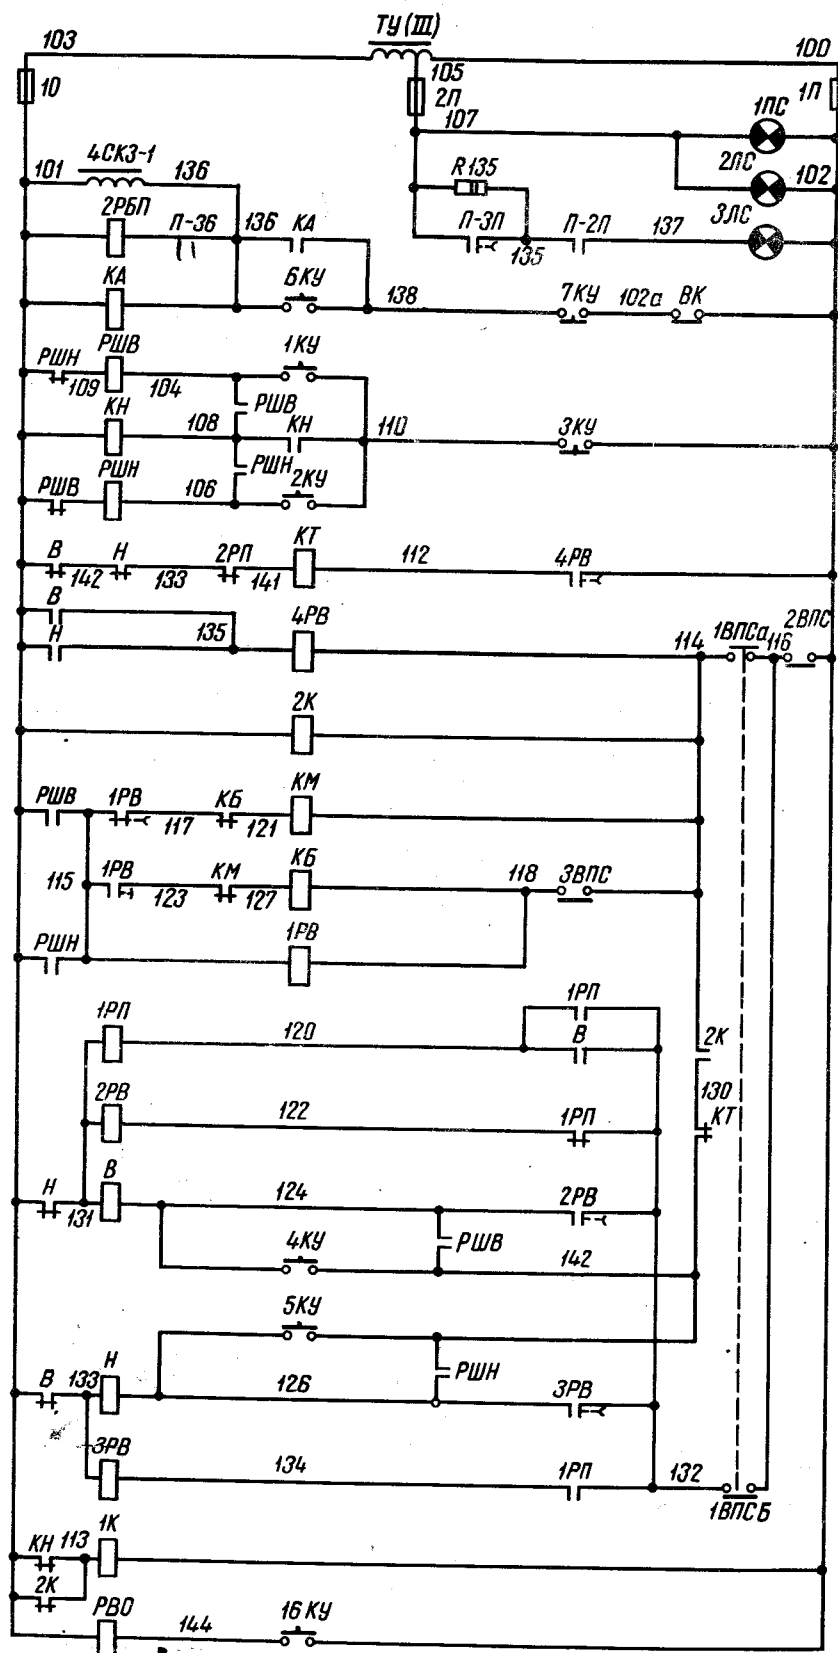 ТУ(III)
103 100
10 105 2П 1П
107 1ПС
4СКЗ-1 2ЛС
101 136 R135 102
2РБП П-36 136 КА П-3П П-2П 137 3ЛС
135
КА 6КУ 138 7КУ 102а ВК
РШН РШВ 1КУ
109 104 РШВ
КН 108 КН 110 3КУ
РШН
РШВ РШН 106 2КУ
В Н 2РП КТ 112 4РВ
142 133 141
В
Н 135 4РВ 114 1ВПСа 116 2ВПС
2К
РШВ 1РВ КБ КМ
117 121
115 1РВ КМ КБ 118 3ВПС
123 127
РШН 1РВ
1РП
1РП 120 В 2К
130
2РВ 122 1РП КТ
Н В 124 2РВ
131
4КУ РШВ 142
5КУ
В 133 Н 126 РШН 3РВ
3РВ 134 1РП 132
1ВПСБ
КН 113 1К
2К
РВО 144 16КУ